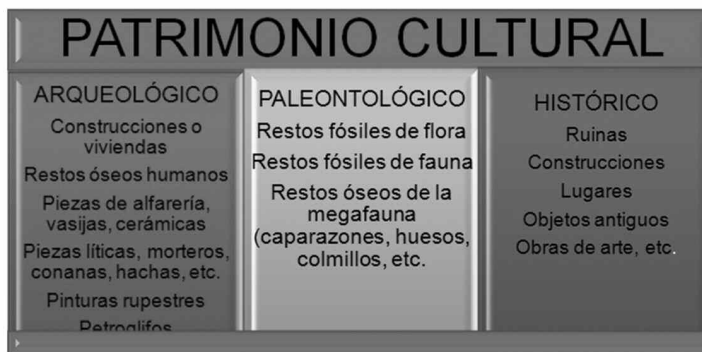 PATRIMONIO CULTURAL
ARQUEOLÓGICO
Construcciones o
viviendas
Restos óseos humanos
Piezas de alfarería,
vasijas, cerámicas
Piezas líticas, morteros,
conanas, hachas, etc.
Pinturas rupestres
Petroglifos
PALEONTOLÓGICO
Restos fósiles de flora
Restos fósiles de fauna
Restos óseos de la
megafauna
(caparazones, huesos,
colmillos, etc.
HISTÓRICO
Ruinas
Construcciones
Lugares
Objetos antiguos
Obras de arte, etc.